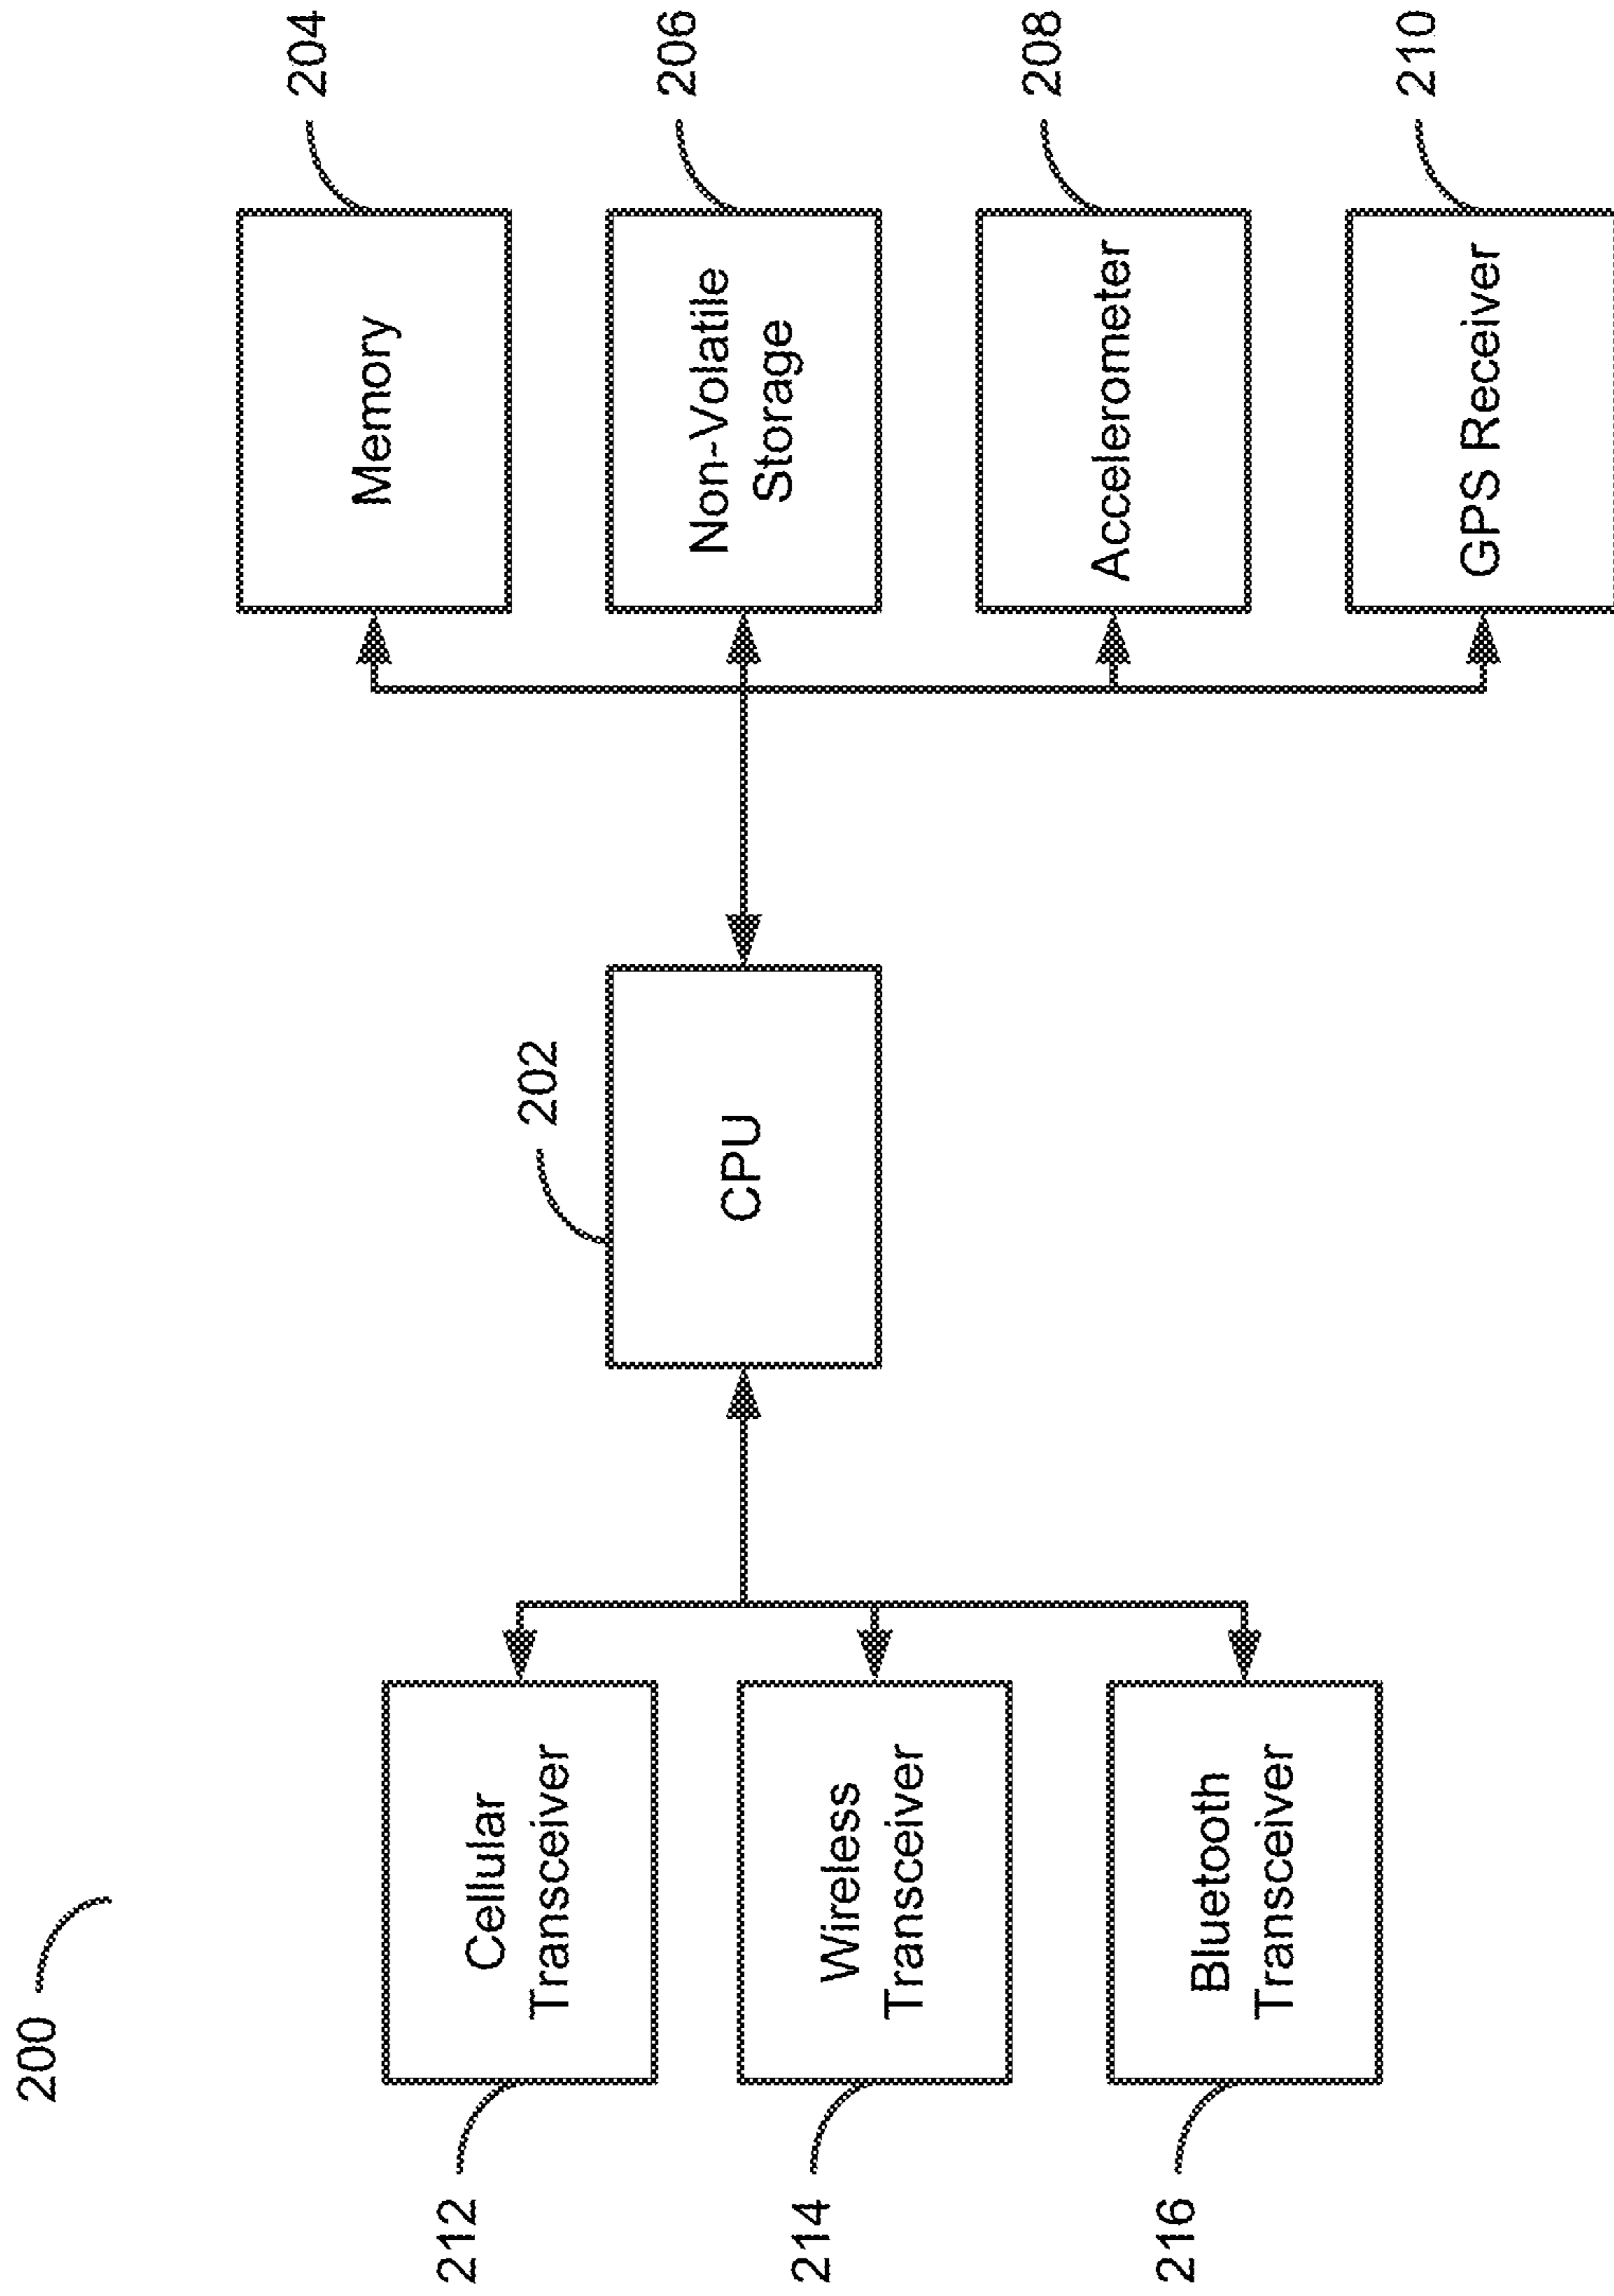 200
212
Cellular
Transceiver
214
Wireless
Transceiver
216
Bluetooth
Transceiver
202
CPU
204
Memory
206
Non-Volatile
Storage
208
Accelerometer
210
GPS Receiver